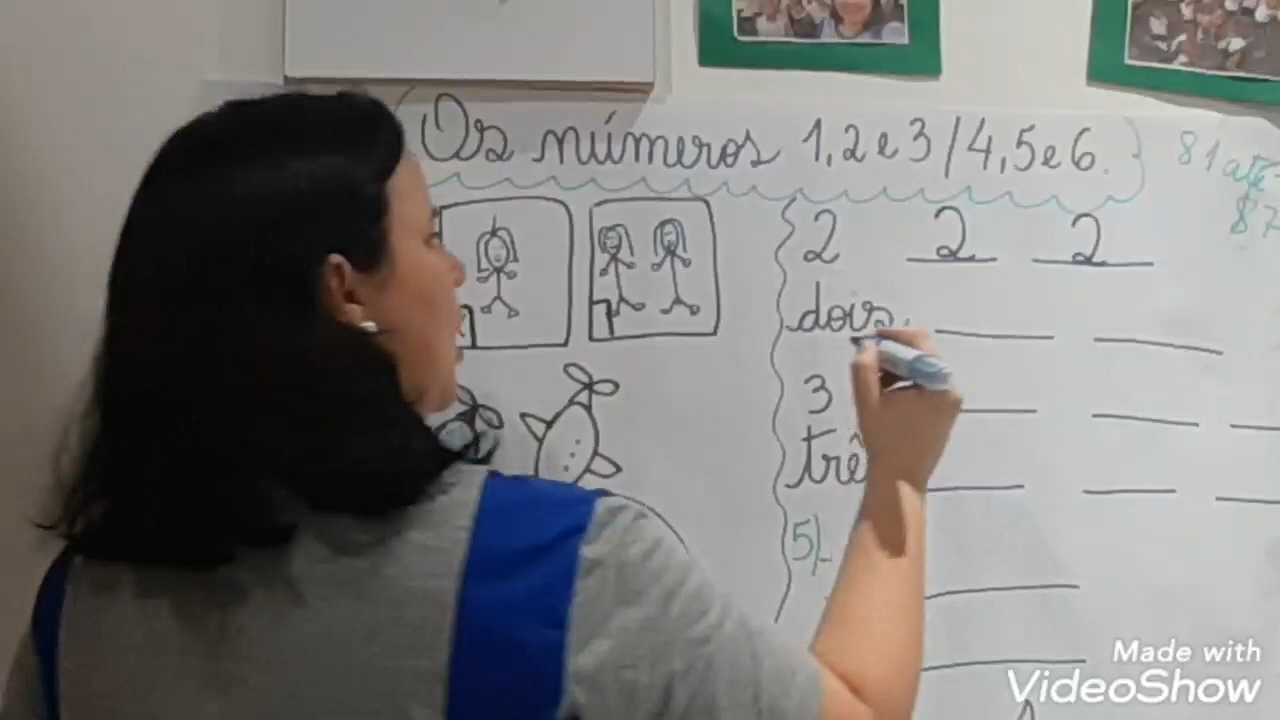 Os números 1, 2 e 3 / 4, 5 e 6.
81 até
87
2 2 2
dois.
3
trê
5)
Made with
VideoShow